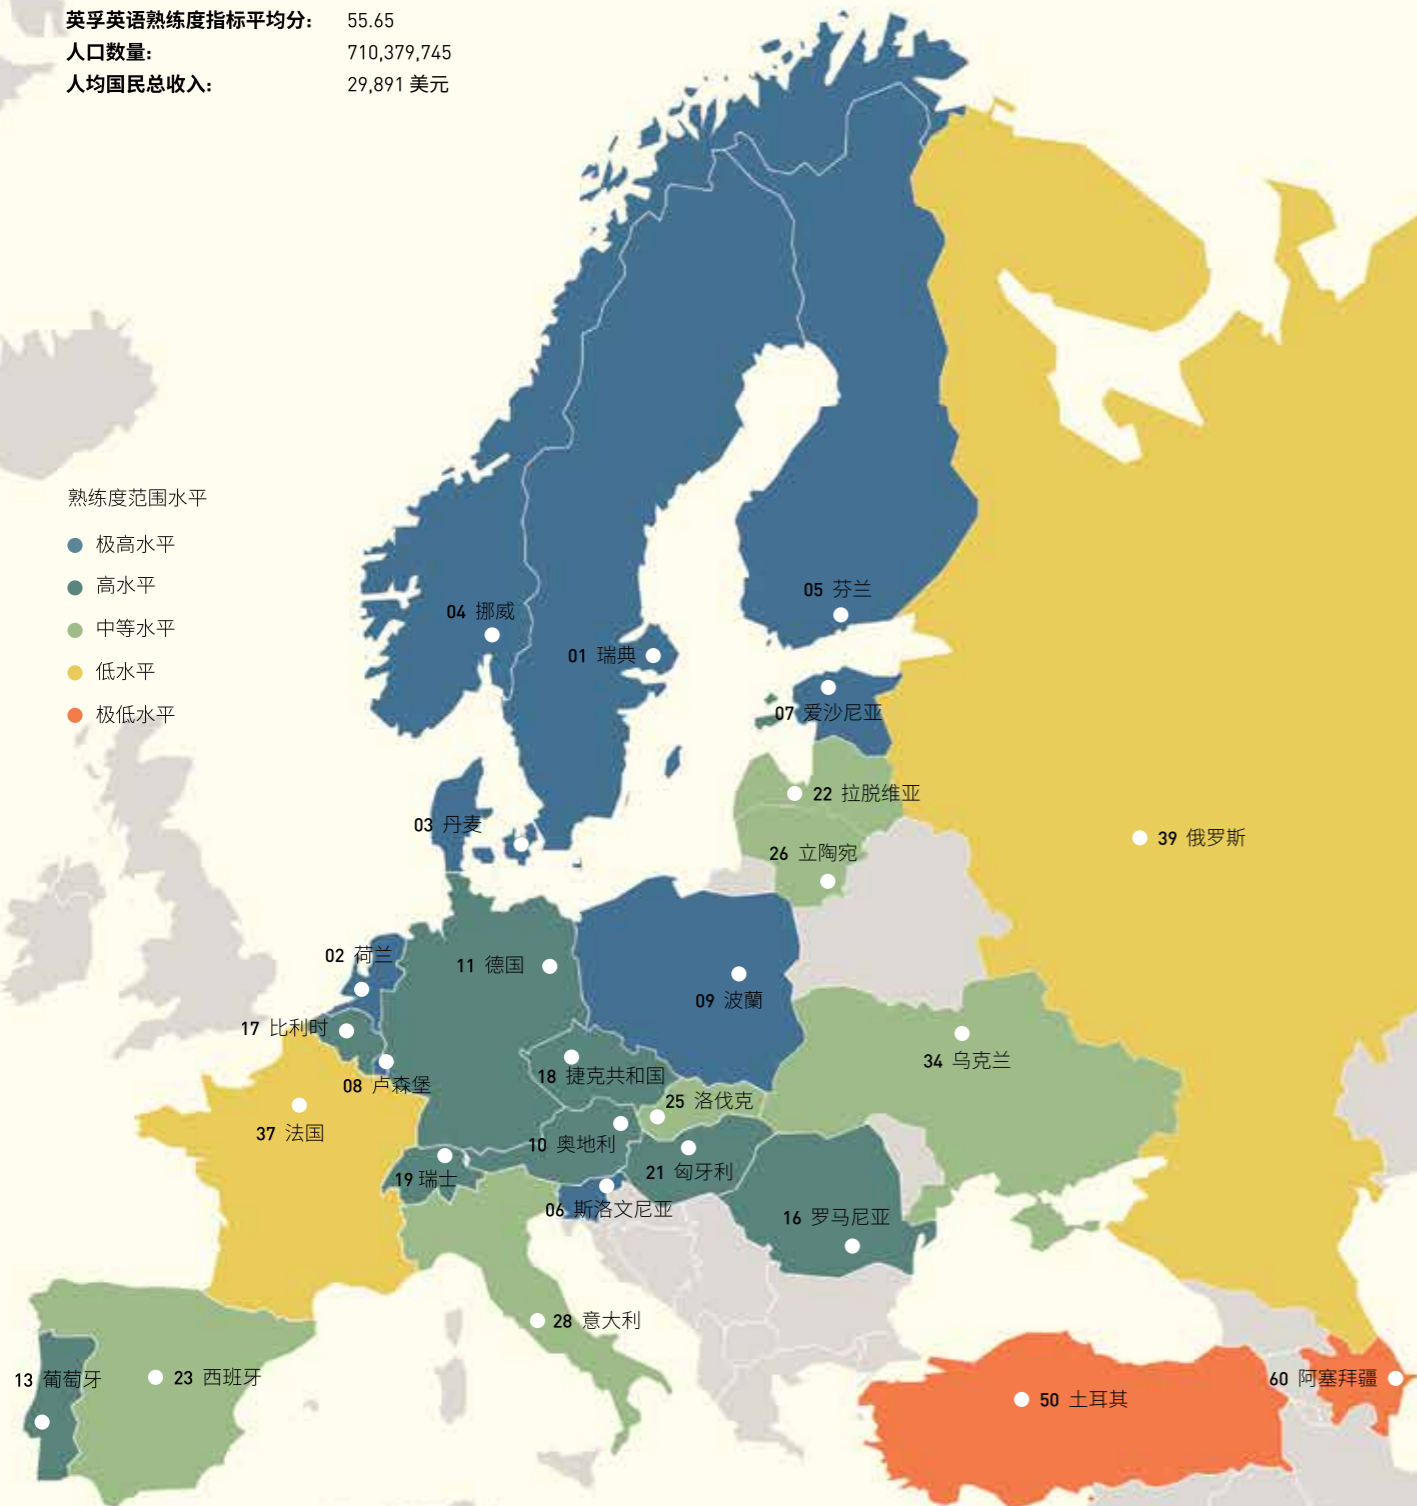 英孚英语熟练度指标平均分: 55.65
人口数量: 710,379,745
人均国民总收入: 29,891 美元
熟练度范围水平
极高水平
高水平
中等水平
低水平
极低水平
05 芬兰
04 挪威
01 瑞典
07 爱沙尼亚
22 拉脱维亚
03 丹麦
39 俄罗斯
26 立陶宛
02 荷兰
11 德国
09 波蘭
17 比利时
34 乌克兰
18 捷克共和国
08 卢森堡
25 洛伐克
37 法国
10 奥地利
21 匈牙利
19 瑞士
06 斯洛文尼亚
16 罗马尼亚
28 意大利
13 葡萄牙
23 西班牙
60 阿塞拜疆
50 土耳其